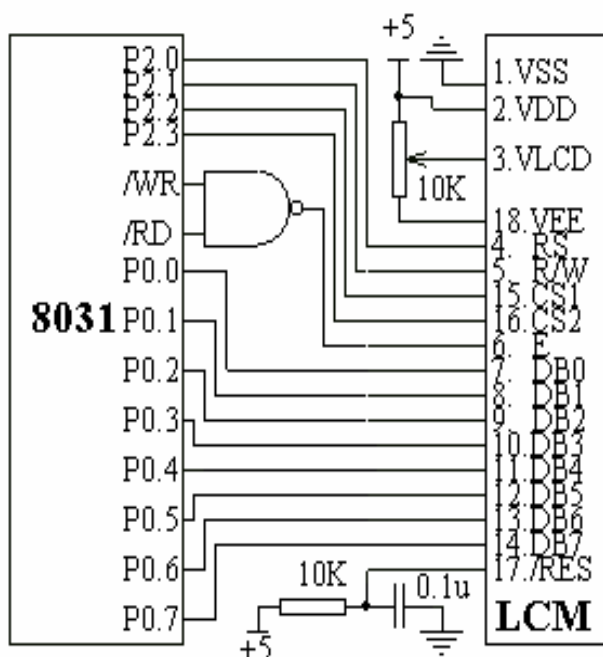 8031
P2.0
P2.1
P2.2
P2.3
/WR
/RD
P0.0
P0.1
P0.2
P0.3
P0.4
P0.5
P0.6
P0.7
+5
10K
10K
0.1u
+5
1.VSS
2.VDD
3.VLCD
18.VEE
4. RS
5. R/W
15.CS1
16.CS2
6. E
7. DB0
8. DB1
9. DB2
10.DB3
11.DB4
12.DB5
13.DB6
14.DB7
17./RES
LCM